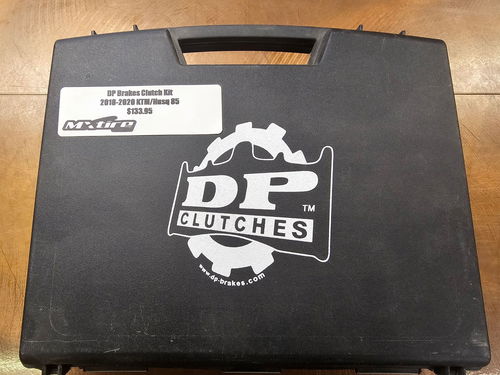 DP Brakes Clutch Kit
2018-2020 KTM/Husq 85
$133.95
Mxtire
DP
TM
CLUTCHES
www.dp-brakes.com